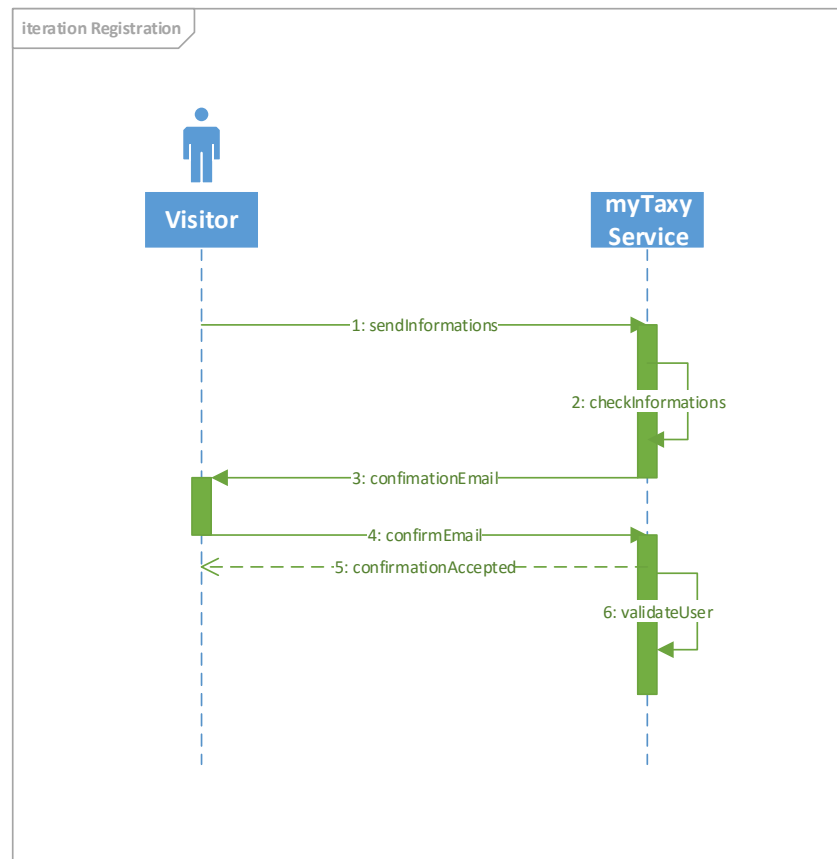 iteration Registration
Visitor
myTaxy
Service
1: sendInformations
2: checkInformations
3: confimationEmail
4: confirmEmail
5: confirmationAccepted
6: validateUser